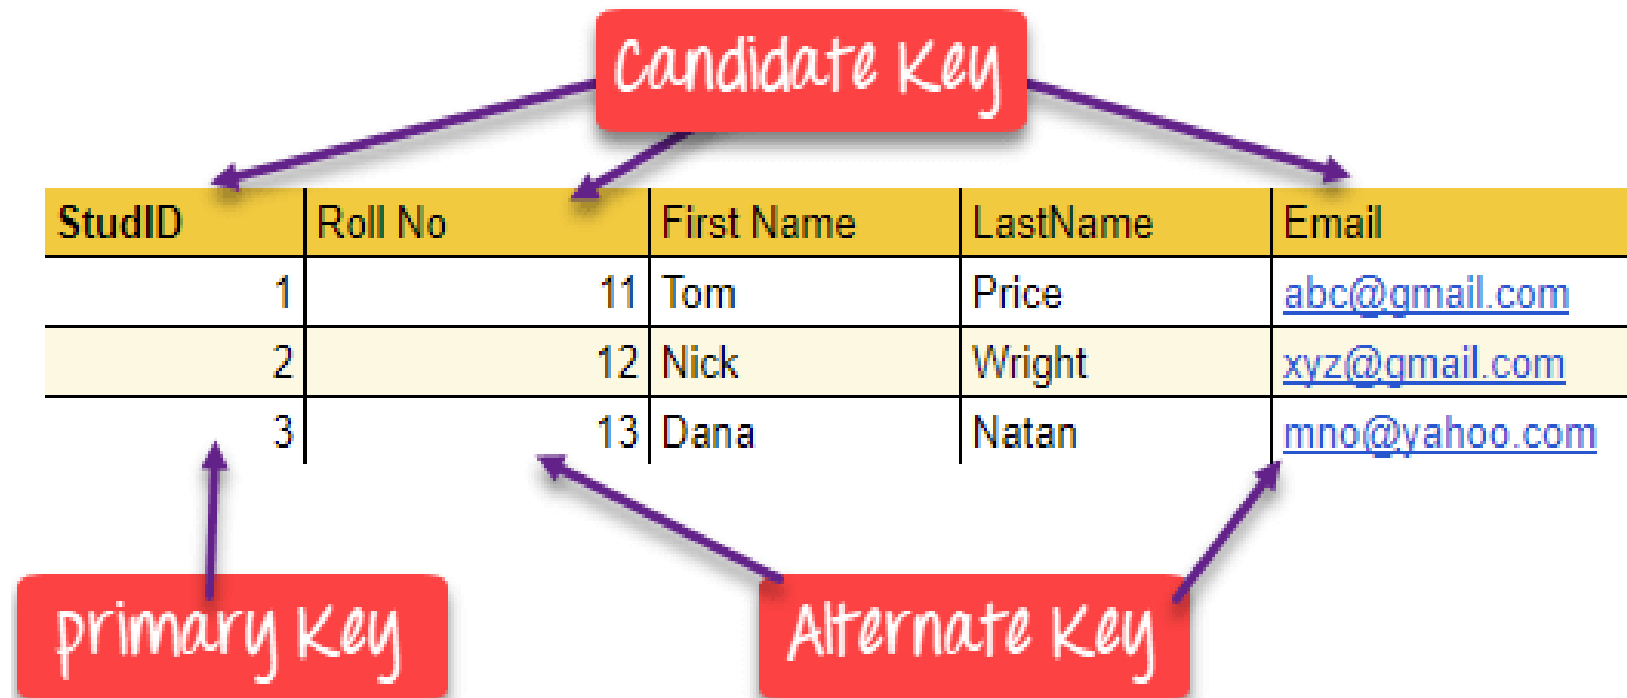 Candidate Key
StudID Roll No First Name LastName Email
1 11 Tom Price abc@gmail.com
2 12 Nick Wright xyz@gmail.com
3 13 Dana Natan mno@yahoo.com
primary Key Alternate Key